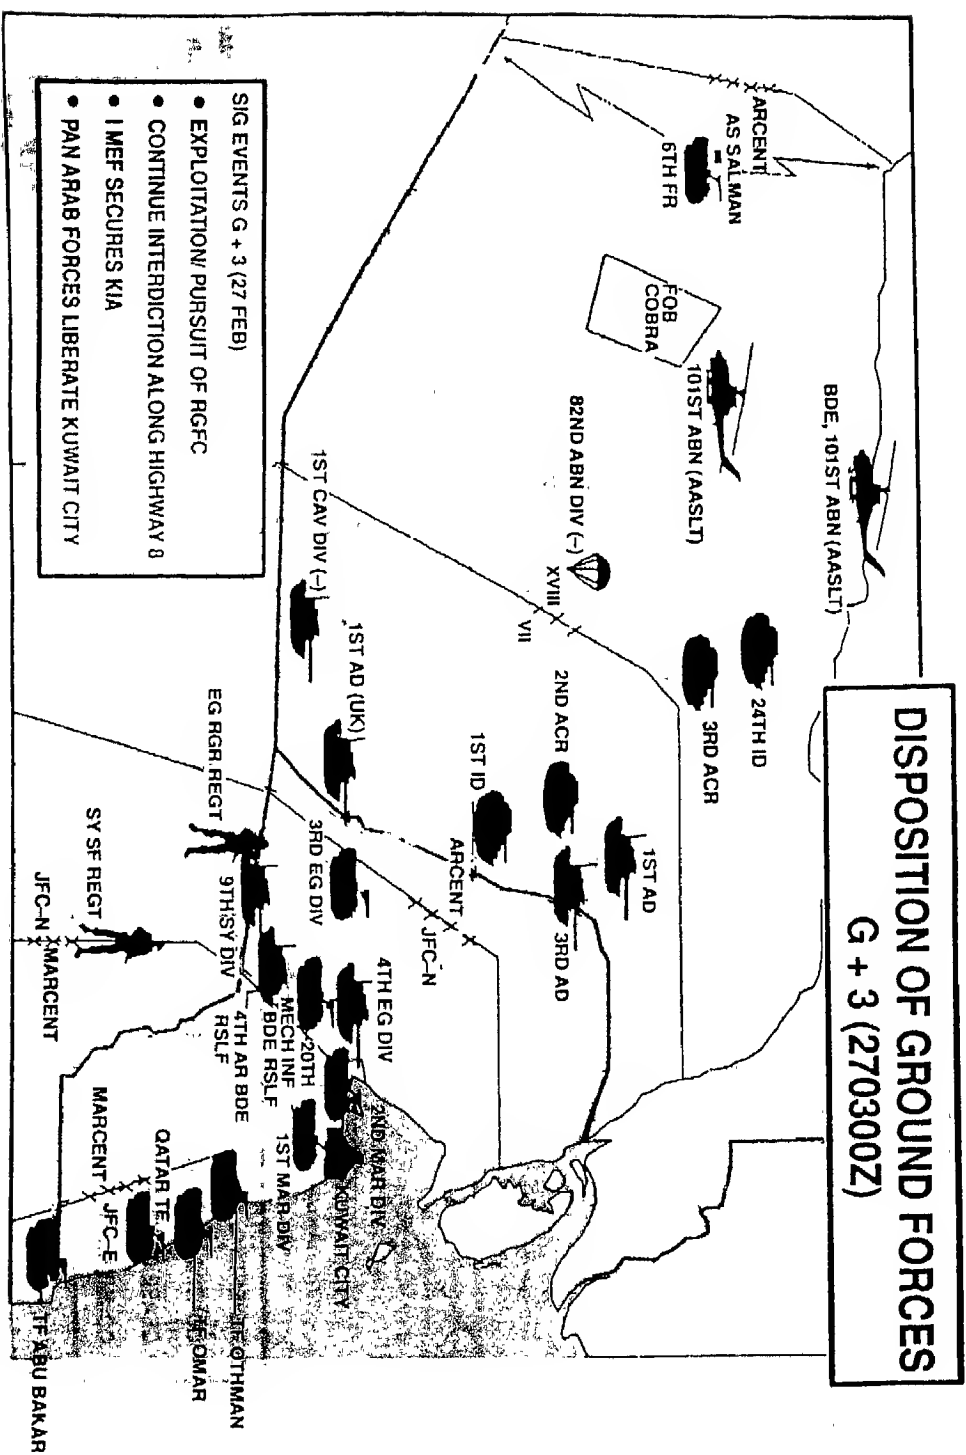 DISPOSITION OF GROUND FORCES
G + 3 (270300Z)
ARCENT
AS SALMAN
6TH FR
FOB
COBRA
BDE, 101ST ABN (AASLT)
101ST ABN (AASLT)
82ND ABN DIV (–)
XVIII
VII
24TH ID
3RD ACR
1ST AD
2ND ACR
3RD AD
1ST ID
1ST CAV DIV (–)
1ST AD (UK)
ARCENT
JFC–N
3RD EG DIV
4TH EG DIV
EG RGR REGT
9TH SY DIV
SY SF REGT
20TH
MECH INF
BDE RSLF
4TH AR BDE
RSLF
2ND MAR DIV
KUWAIT CITY
1ST MAR DIV
JFC–N
MARCENT
MARCENT
JFC–E
QATAR TF
TF OTHMAN
TF OMAR
TF ABU BAKAR
SIG EVENTS G + 3 (27 FEB)
● EXPLOITATION/ PURSUIT OF RGFC
● CONTINUE INTERDICTION ALONG HIGHWAY 8
● I MEF SECURES KIA
● PAN ARAB FORCES LIBERATE KUWAIT CITY